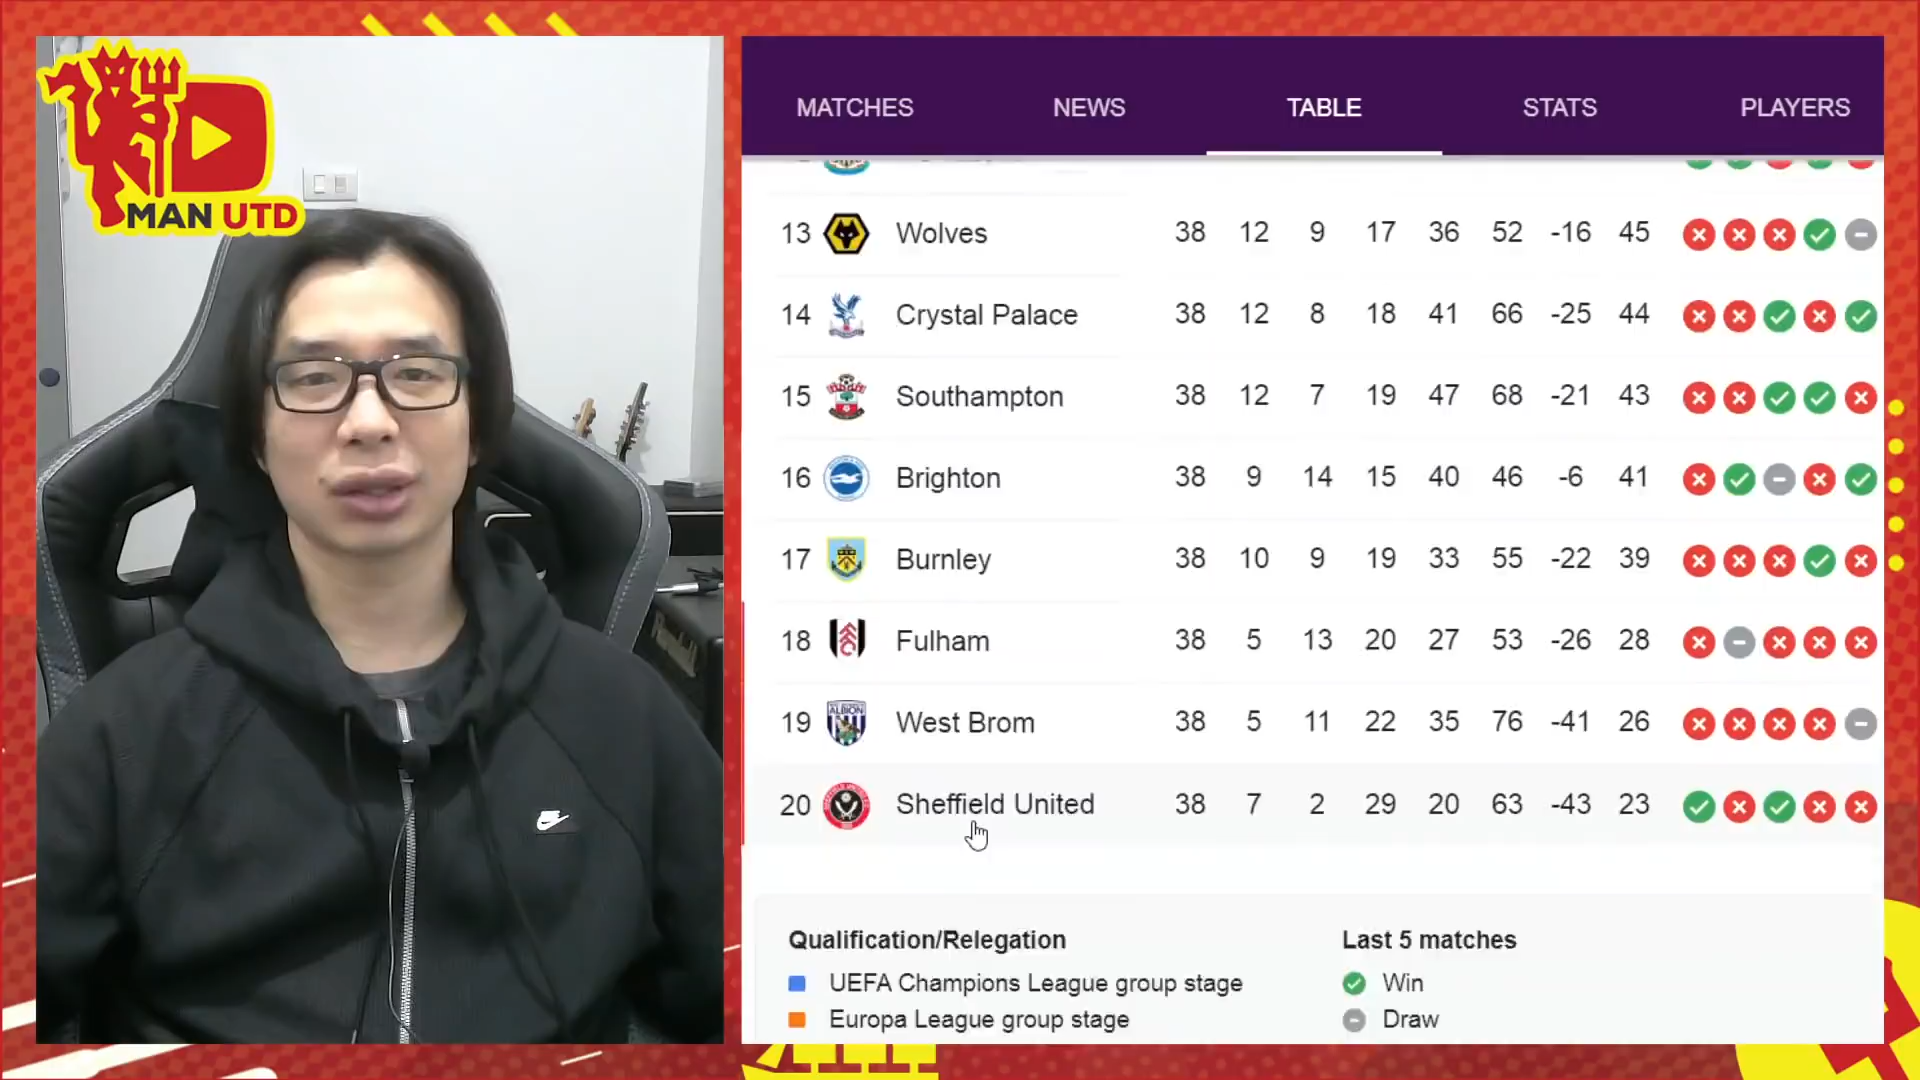 MAN UTD
MATCHES NEWS TABLE STATS PLAYERS
13 Wolves 38 12 9 17 36 52 -16 45
14 Crystal Palace 38 12 8 18 41 66 -25 44
15 Southampton 38 12 7 19 47 68 -21 43
16 Brighton 38 9 14 15 40 46 -6 41
17 Burnley 38 10 9 19 33 55 -22 39
18 Fulham 38 5 13 20 27 53 -26 28
19 West Brom 38 5 11 22 35 76 -41 26
ALBION
20 Sheffield United 38 7 2 29 20 63 -43 23
Qualification/Relegation Last 5 matches
UEFA Champions League group stage Win
Europa League group stage Draw